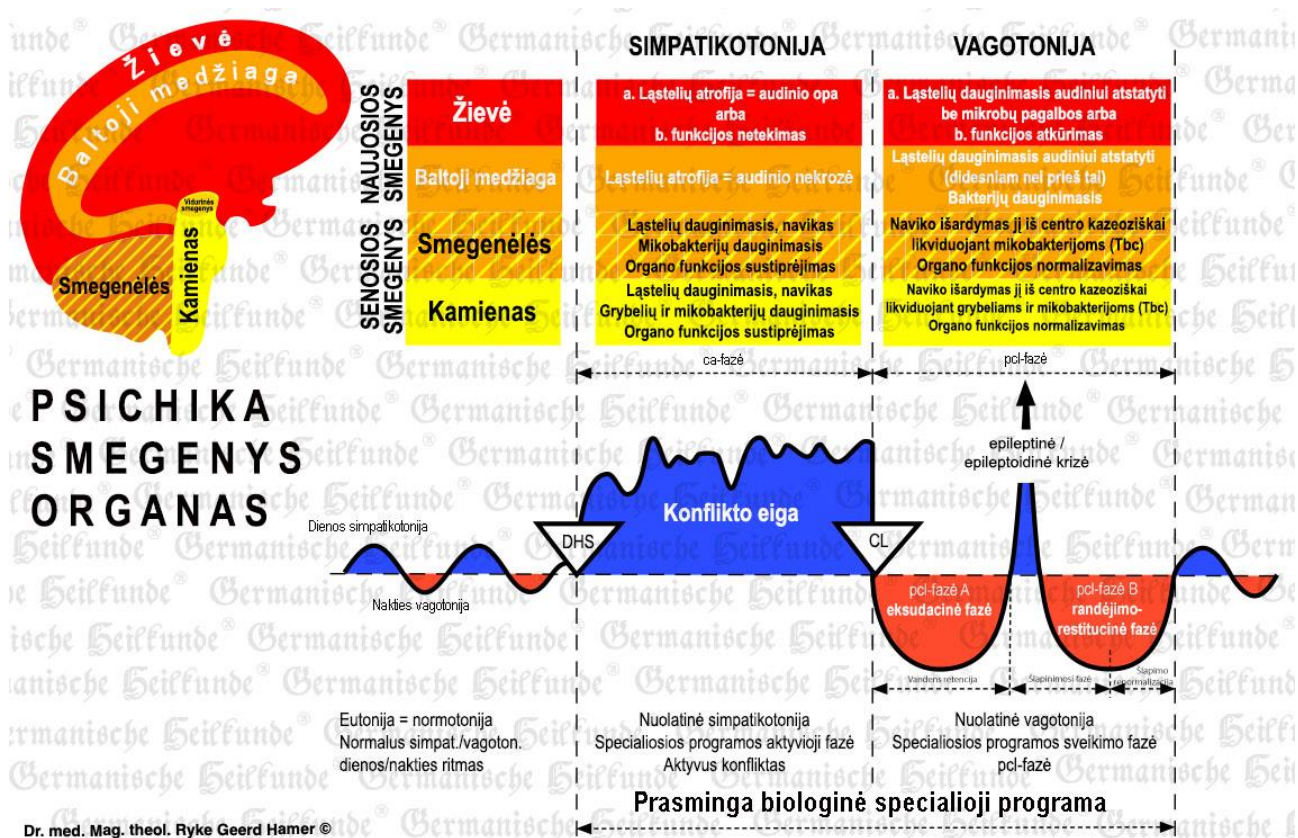 Žievė
Baltoji medžiaga
Vidurinės
smegenys
Smegenėlės
Kamienas
PSICHIKA
SMEGENYS
ORGANAS
SIMPATIKOTONIJA
VAGOTONIJA
NAUJOSIOS
SMEGENYS
SENOSIOS
SMEGENYS
Žievė
a. Ląstelių atrofija = audinio opa
arba
b. funkcijos netekimas
a. Ląstelių dauginimasis audiniui atstatyti
be mikrobų pagalbos arba
b. funkcijos atkūrimas
Baltoji medžiaga
Ląstelių atrofija = audinio nekrozė
Ląstelių dauginimasis audiniui atstatyti
(didesniam nei prieš tai)
Bakterijų dauginimasis
Smegenėlės
Ląstelių dauginimasis, navikas
Mikobakterijų dauginimasis
Organo funkcijos sustiprėjimas
Naviko išardymas jį iš centro kazeoziškai
likviduojant mikobakterijoms (Tbc)
Organo funkcijos normalizavimas
Kamienas
Ląstelių dauginimasis, navikas
Grybelių ir mikobakterijų dauginimasis
Organo funkcijos sustiprėjimas
Naviko išardymas jį iš centro kazeoziškai
likviduojant grybeliams ir mikobakterijoms (Tbc)
Organo funkcijos normalizavimas
ca-fazė
pcl-fazė
epileptinė /
epileptoidinė krizė
Dienos simpatikotonija
Nakties vagotonija
DHS
Konflikto eiga
CL
pcl-fazė A
eksudacinė fazė
pcl-fazė B
randėjimo-
restitucinė fazė
Vandens retencija
Šlapinimosi fazė
Šlapimo
renormalizacija
Eutonija = normotonija
Normalus simpat./vagoton.
dienos/nakties ritmas
Nuolatinė simpatikotonija
Specialiosios programos aktyvioji fazė
Aktyvus konfliktas
Nuolatinė vagotonija
Specialiosios programos sveikimo fazė
pcl-fazė
Prasminga biologinė specialioji programa
Dr. med. Mag. theol. Ryke Geerd Hamer ©
Germanische Heilkunde®